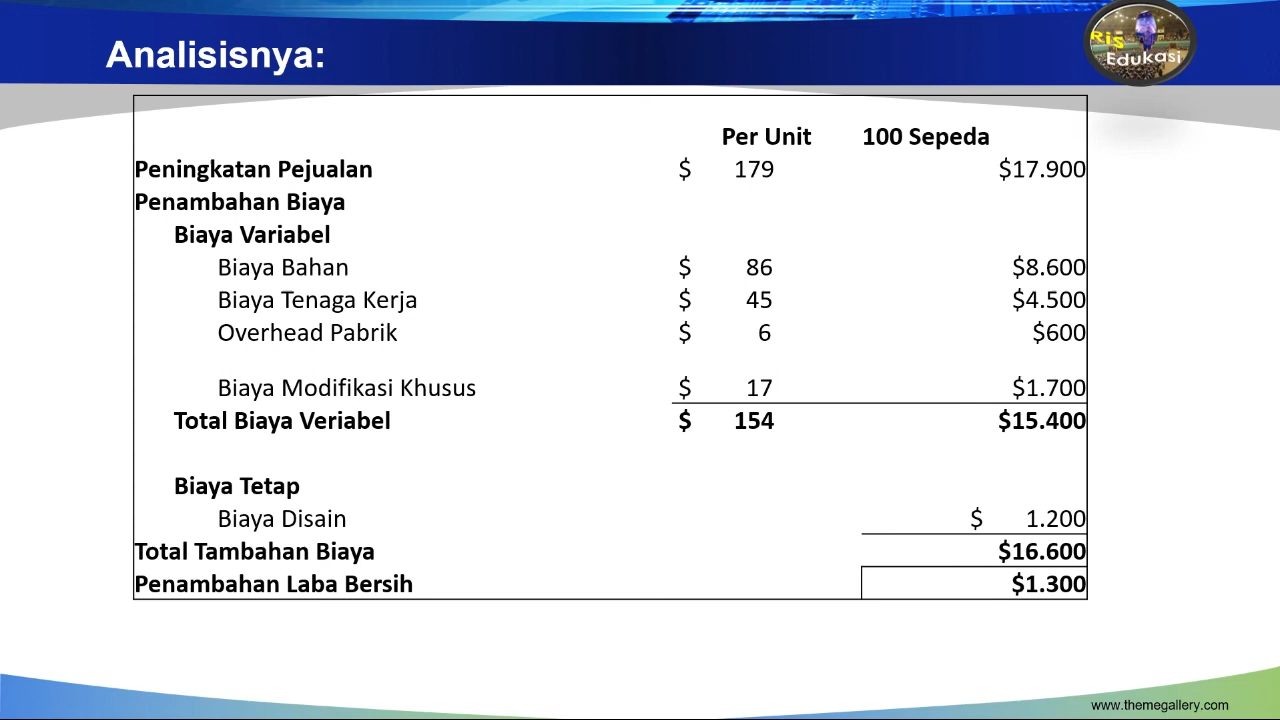 Analisisnya:
Ris
Edukasi
Per Unit 100 Sepeda
Peningkatan Pejualan $ 179 $17.900
Penambahan Biaya
Biaya Variabel
Biaya Bahan $ 86 $8.600
Biaya Tenaga Kerja $ 45 $4.500
Overhead Pabrik $ 6 $600
Biaya Modifikasi Khusus $ 17 $1.700
Total Biaya Veriabel $ 154 $15.400
Biaya Tetap
Biaya Disain $ 1.200
Total Tambahan Biaya $16.600
Penambahan Laba Bersih $1.300
www.themegallery.com